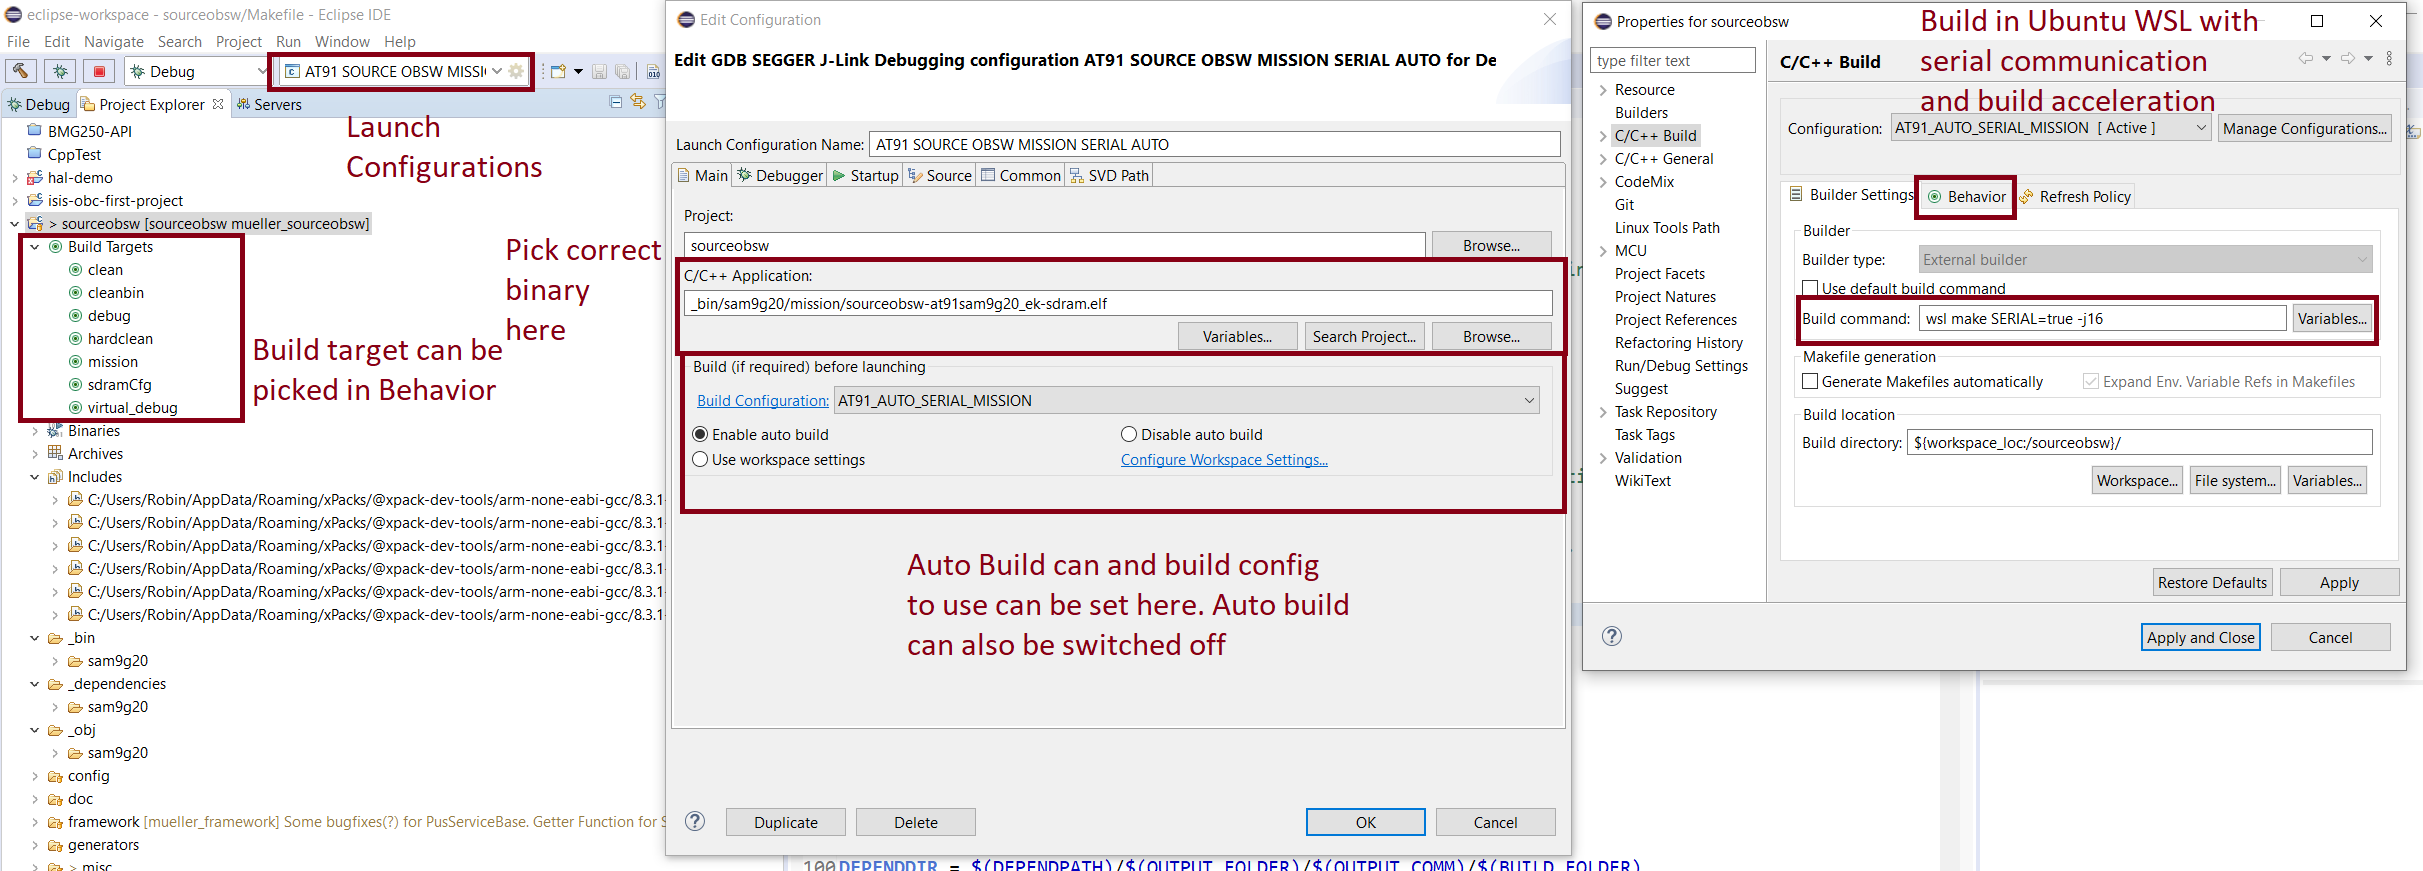 eclipse-workspace - sourceobsw/Makefile - Eclipse IDE
File Edit Navigate Search Project Run Window Help
Debug
AT91 SOURCE OBSW MISSI
Debug Project Explorer Servers
Launch
Configurations
BMG250-API
CppTest
hal-demo
isis-obc-first-project
> sourceobsw [sourceobsw mueller_sourceobsw]
Build Targets
clean
cleanbin
debug
hardclean
mission
sdramCfg
virtual_debug
Pick correct
binary
here
Build target can be
picked in Behavior
Binaries
Archives
Includes
C:/Users/Robin/AppData/Roaming/xPacks/@xpack-dev-tools/arm-none-eabi-gcc/8.3.1-
C:/Users/Robin/AppData/Roaming/xPacks/@xpack-dev-tools/arm-none-eabi-gcc/8.3.1-
C:/Users/Robin/AppData/Roaming/xPacks/@xpack-dev-tools/arm-none-eabi-gcc/8.3.1-
C:/Users/Robin/AppData/Roaming/xPacks/@xpack-dev-tools/arm-none-eabi-gcc/8.3.1-
C:/Users/Robin/AppData/Roaming/xPacks/@xpack-dev-tools/arm-none-eabi-gcc/8.3.1-
C:/Users/Robin/AppData/Roaming/xPacks/@xpack-dev-tools/arm-none-eabi-gcc/8.3.1-
_bin
sam9g20
_dependencies
sam9g20
_obj
sam9g20
config
doc
framework [mueller_framework] Some bugfixes(?) for PusServiceBase. Getter Function for S
generators
> misc
Edit Configuration
Edit GDB SEGGER J-Link Debugging configuration AT91 SOURCE OBSW MISSION SERIAL AUTO for De
Launch Configuration Name: AT91 SOURCE OBSW MISSION SERIAL AUTO
Main Debugger Startup Source Common SVD Path
Project:
sourceobsw Browse...
C/C++ Application:
_bin/sam9g20/mission/sourceobsw-at91sam9g20_ek-sdram.elf
Variables... Search Project... Browse...
Build (if required) before launching
Build Configuration: AT91_AUTO_SERIAL_MISSION
Enable auto build Disable auto build
Use workspace settings Configure Workspace Settings...
Auto Build can and build config
to use can be set here. Auto build
can also be switched off
Duplicate Delete OK Cancel
100 DEPENDDIR = $(DEPENDPATH)/$(OUTPUT_FOLDER)/$(OUTPUT_COMM)/$(BUILD_FOLDER)
Properties for sourceobsw
Build in Ubuntu WSL with
serial communication
and build acceleration
type filter text
Resource
Builders
C/C++ Build
C/C++ General
CodeMix
Git
Linux Tools Path
MCU
Project Facets
Project Natures
Project References
Refactoring History
Run/Debug Settings
Suggest
Task Repository
Task Tags
Validation
WikiText
C/C++ Build
Configuration: AT91_AUTO_SERIAL_MISSION [ Active ] Manage Configurations...
Builder Settings Behavior Refresh Policy
Builder
Builder type: External builder
Use default build command
Build command: wsl make SERIAL=true -j16 Variables...
Makefile generation
Generate Makefiles automatically Expand Env. Variable Refs in Makefiles
Build location
Build directory: ${workspace_loc:/sourceobsw}/
Workspace... File system... Variables...
Restore Defaults Apply
Apply and Close Cancel